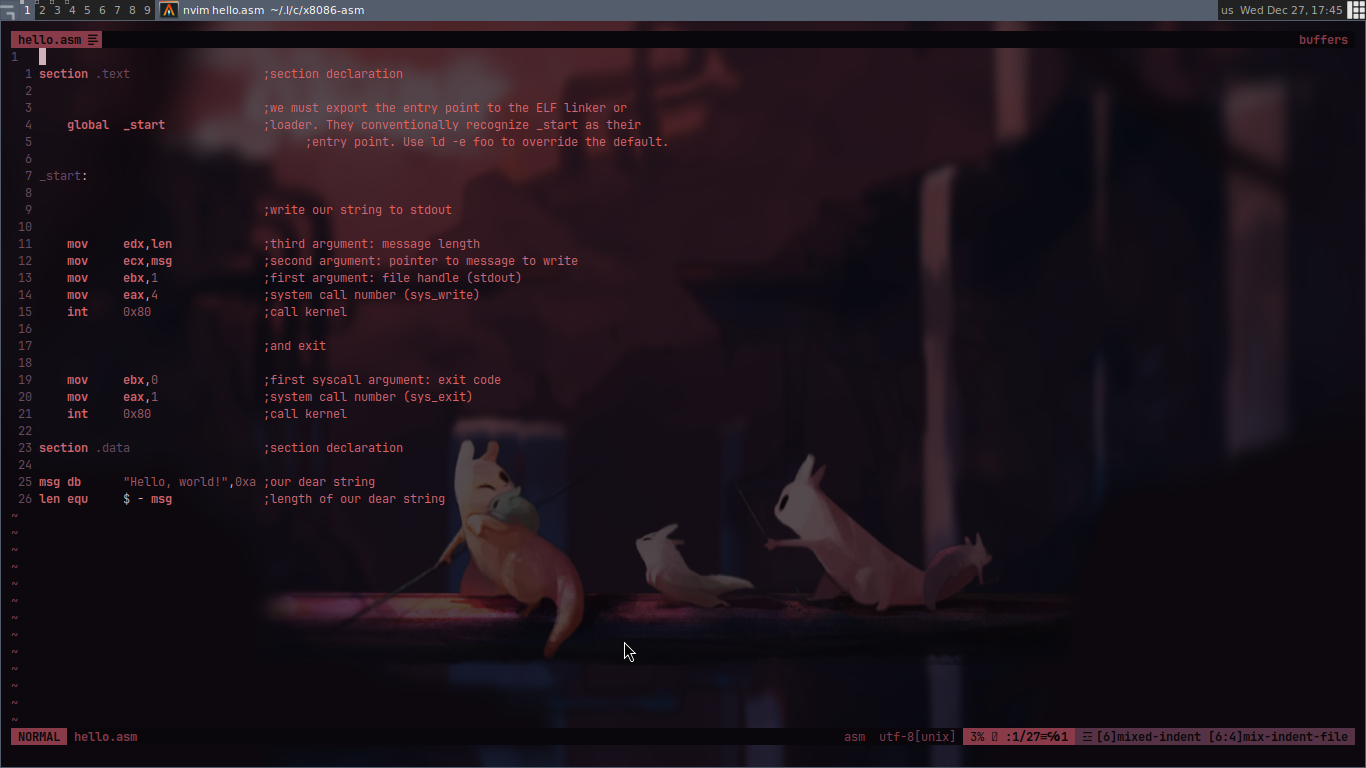 1 2 3 4 5 6 7 8 9 nvim hello.asm ~/.l/c/x8086-asm us Wed Dec 27, 17:45
hello.asm buffers
1
1 section .text ;section declaration
2
3 ;we must export the entry point to the ELF linker or
4 global _start ;loader. They conventionally recognize _start as their
5 ;entry point. Use ld -e foo to override the default.
6
7 _start:
8
9 ;write our string to stdout
10
11 mov edx,len ;third argument: message length
12 mov ecx,msg ;second argument: pointer to message to write
13 mov ebx,1 ;first argument: file handle (stdout)
14 mov eax,4 ;system call number (sys_write)
15 int 0x80 ;call kernel
16
17 ;and exit
18
19 mov ebx,0 ;first syscall argument: exit code
20 mov eax,1 ;system call number (sys_exit)
21 int 0x80 ;call kernel
22
23 section .data ;section declaration
24
25 msg db "Hello, world!",0xa ;our dear string
26 len equ $ - msg ;length of our dear string
~
~
~
~
~
~
~
~
~
~
~
~
~
NORMAL hello.asm asm utf-8[unix] 3% :1/27≡℅1 ☲ [6]mixed-indent [6:4]mix-indent-file